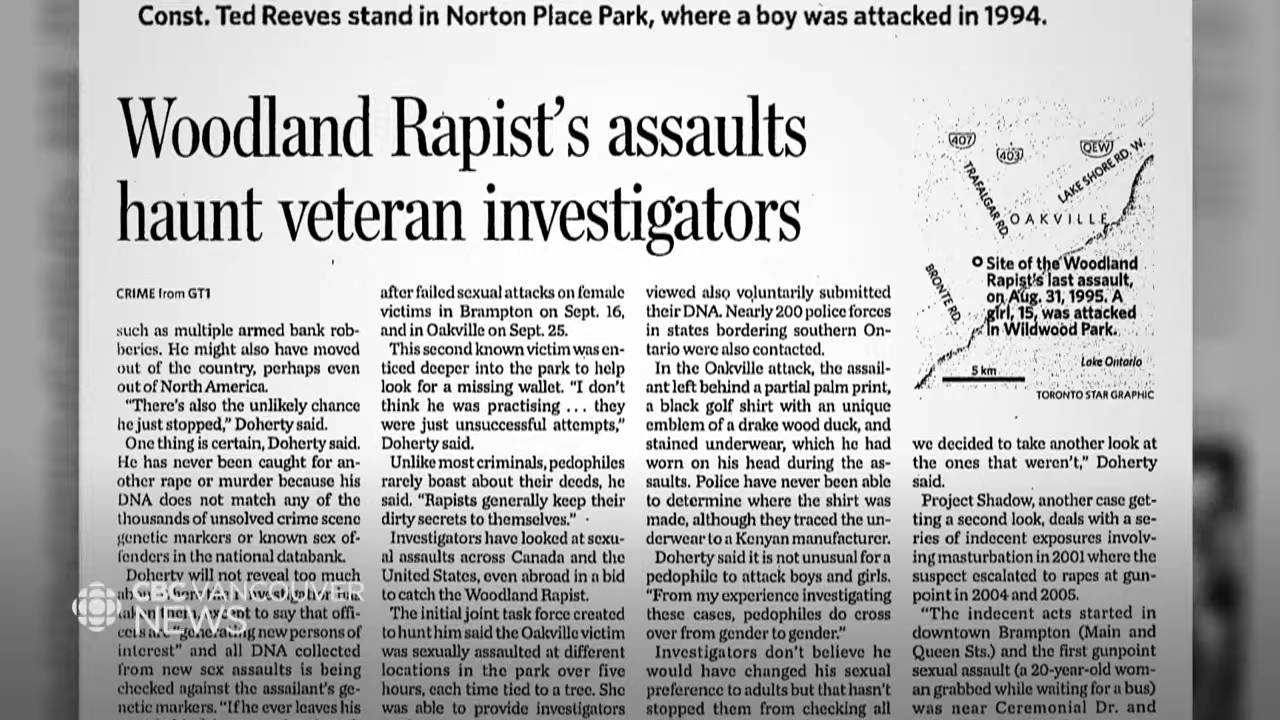 Const. Ted Reeves stand in Norton Place Park, where a boy was attacked in 1994.
Woodland Rapist's assaults
haunt veteran investigators
CRIME from GT1
such as multiple armed bank rob-
beries. He might also have moved
out of the country, perhaps even
out of North America.
"There's also the unlikely chance
he just stopped," Doherty said.
One thing is certain, Doherty said.
He has never been caught for an-
other rape or murder because his
DNA does not match any of the
thousands of unsolved crime scene
genetic markers or known sex of-
fenders in the national databank.
Doherty will not reveal too much
to say that offi-
cers are "generating new persons of
interest" and all DNA collected
from new sex assaults is being
checked against the assailant's ge-
netic markers. "If he ever leaves his
after failed sexual attacks on female
victims in Brampton on Sept. 16,
and in Oakville on Sept. 25.
This second known victim was en-
ticed deeper into the park to help
look for a missing wallet. "I don't
think he was practising ... they
were just unsuccessful attempts,"
Doherty said.
Unlike most criminals, pedophiles
rarely boast about their deeds, he
said. "Rapists generally keep their
dirty secrets to themselves."
Investigators have looked at sexu-
al assaults across Canada and the
United States, even abroad in a bid
to catch the Woodland Rapist.
The initial joint task force created
to hunt him said the Oakville victim
was sexually assaulted at different
locations in the park over five
hours, each time tied to a tree. She
was able to provide investigators
viewed also voluntarily submitted
their DNA. Nearly 200 police forces
in states bordering southern On-
tario were also contacted.
In the Oakville attack, the assail-
ant left behind a partial palm print,
a black golf shirt with an unique
emblem of a drake wood duck, and
stained underwear, which he had
worn on his head during the as-
saults. Police have never been able
to determine where the shirt was
made, although they traced the un-
derwear to a Kenyan manufacturer.
Doherty said it is not unusual for a
pedophile to attack boys and girls.
"From my experience investigating
these cases, pedophiles do cross
over from gender to gender."
Investigators don't believe he
would have changed his sexual
preference to adults but that hasn't
stopped them from checking all
407
403
QEW
TRAFALGAR RD.
LAKE SHORE RD. W.
OAKVILLE
BRONTE RD.
Site of the Woodland
Rapist's last assault,
on Aug. 31, 1995. A
girl, 15, was attacked
in Wildwood Park.
Lake Ontario
5 km
TORONTO STAR GRAPHIC
we decided to take another look at
the ones that weren't," Doherty
said.
Project Shadow, another case get-
ting a second look, deals with a se-
ries of indecent exposures involv-
ing masturbation in 2001 where the
suspect escalated to rapes at gun-
point in 2004 and 2005.
"The indecent acts started in
downtown Brampton (Main and
Queen Sts.) and the first gunpoint
sexual assault (a 20-year-old wom-
an grabbed while waiting for a bus)
was near Ceremonial Dr. and
CBC VANCOUVER
NEWS